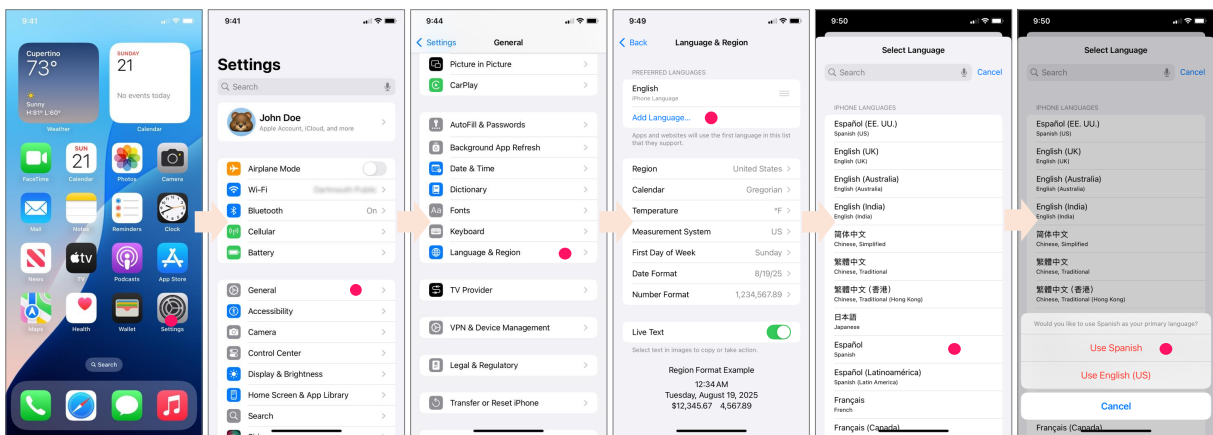 9:41
Cupertino
73°
Sunny
H:81° L:60°
Weather
SUNDAY
21
No events today
Calendar
FaceTime
SUN
21
Calendar
Photos
Camera
Mail
Notes
Reminders
Clock
News
tv
TV
Podcasts
App Store
Maps
Health
Wallet
Settings
Search
9:41
Settings
Search
John Doe
Apple Account, iCloud, and more
Airplane Mode
Wi-Fi
Dartmouth Public
Bluetooth On
Cellular
Battery
General
Accessibility
Camera
Control Center
Display & Brightness
Home Screen & App Library
Search
9:44
Settings General
Picture in Picture
CarPlay
AutoFill & Passwords
Background App Refresh
Date & Time
Dictionary
Aa Fonts
Keyboard
Language & Region
TV Provider
VPN & Device Management
Legal & Regulatory
Transfer or Reset iPhone
9:49
Back Language & Region
PREFERRED LANGUAGES
English
iPhone Language
Add Language...
Apps and websites will use the first language in this list
that they support.
Region United States
Calendar Gregorian
Temperature °F
Measurement System US
First Day of Week Sunday
Date Format 8/19/25
Number Format 1,234,567.89
Live Text
Select text in images to copy or take action.
Region Format Example
12:34 AM
Tuesday, August 19, 2025
$12,345.67 4,567.89
9:50
Select Language
Search Cancel
IPHONE LANGUAGES
Español (EE. UU.)
Spanish (US)
English (UK)
English (UK)
English (Australia)
English (Australia)
English (India)
English (India)
简体中文
Chinese, Simplified
繁體中文
Chinese, Traditional
繁體中文 (香港)
Chinese, Traditional (Hong Kong)
日本語
Japanese
Español
Spanish
Español (Latinoamérica)
Spanish (Latin America)
Français
French
Français (Canada)
9:50
Select Language
Search Cancel
IPHONE LANGUAGES
Español (EE. UU.)
Spanish (US)
English (UK)
English (UK)
English (Australia)
English (Australia)
English (India)
English (India)
简体中文
Chinese, Simplified
繁體中文
Chinese, Traditional
繁體中文 (香港)
Chinese, Traditional (Hong Kong)
Would you like to use Spanish as your primary language?
Use Spanish
Use English (US)
Cancel
Français (Canada)